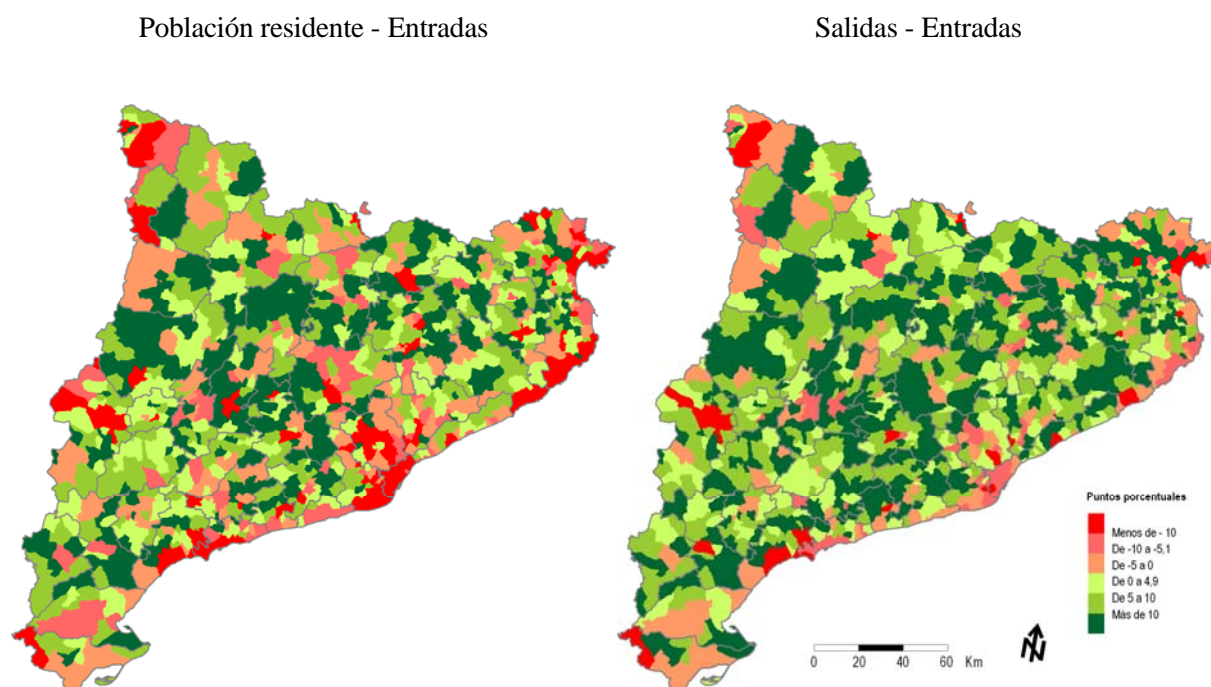 Población residente - Entradas
Salidas - Entradas
Puntos porcentuales
Menos de - 10
De -10 a -5,1
De -5 a 0
De 0 a 4,9
De 5 a 10
Más de 10
0 20 40 60 Km
N